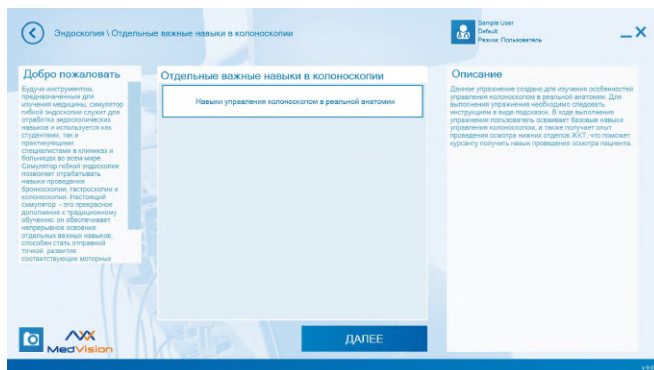 Эндоскопия \ Отдельные важные навыки в колоноскопии
Sample User
Default
Режим: Пользователь
Добро пожаловать
Будучи инструментом,
предназначенным для
изучения медицины, симулятор
гибкой эндоскопии служит для
отработки эндоскопических
навыков и используется как
студентами, так и
практикующими
специалистами в клиниках и
больницах во всем мире.
Симулятор гибкой эндоскопии
позволяет отрабатывать
навыки проведения
бронхоскопии, гастроскопии и
колоноскопии. Настоящий
симулятор - это прекрасное
дополнение к традиционному
обучению: он обеспечивает
непрерывное освоение
отдельных важных навыков,
способен стать отправной
точкой развития
соответствующих моторных
Отдельные важные навыки в колоноскопии
Навыки управления колоноскопом в реальной анатомии
Описание
Данное упражнение создано для изучения особенностей
управления колоноскопом в реальной анатомии. Для
выполнения упражнения необходимо следовать
инструкциям в виде подсказок. В ходе выполнения
упражнения пользователь осваивает базовые навыки
управления колоноскопом, а также получает опыт
проведения осмотра нижних отделов ЖКТ, что поможет
курсанту получить навык проведения осмотра пациента.
MedVision
ДАЛЕЕ